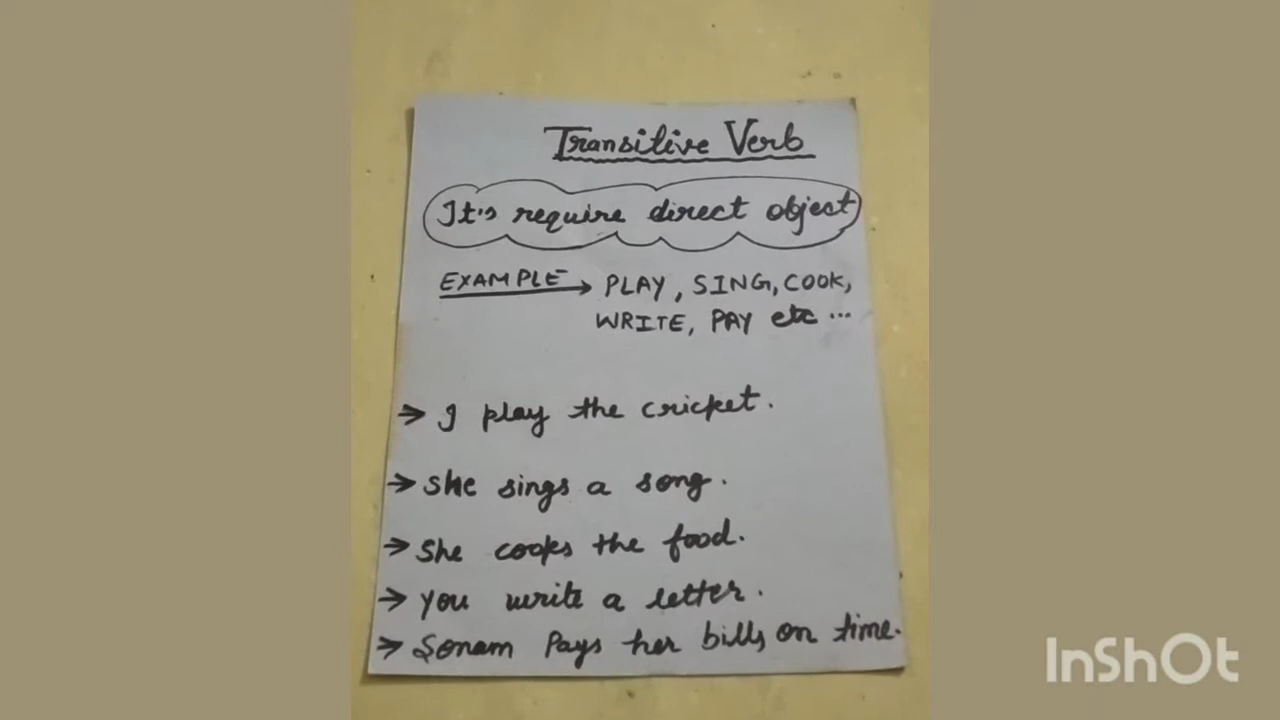 Transitive Verb
It's require direct object
EXAMPLE → PLAY, SING, COOK,
WRITE, PAY etc ...
→ I play the cricket.
→ She sings a song.
→ She cooks the food.
→ You write a letter.
→ Sonam Pays her bills on time.
InShOt